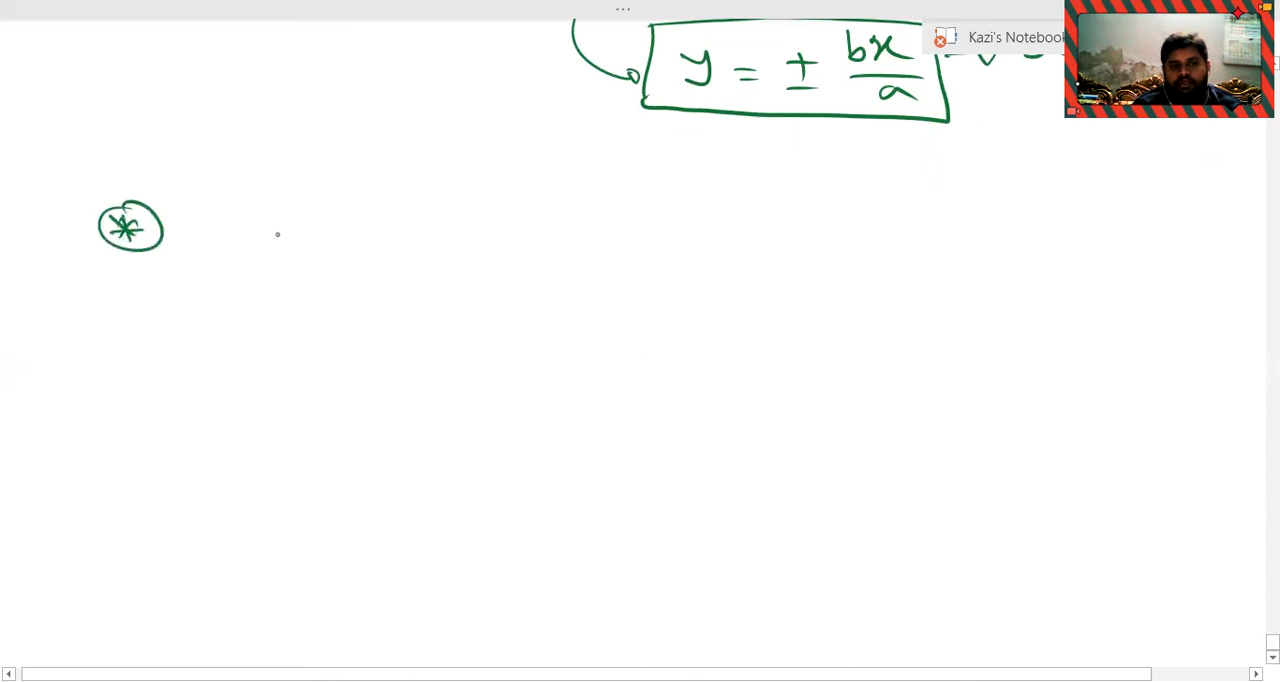 ...
Kazi's Notebook
y = ± bx/a
*